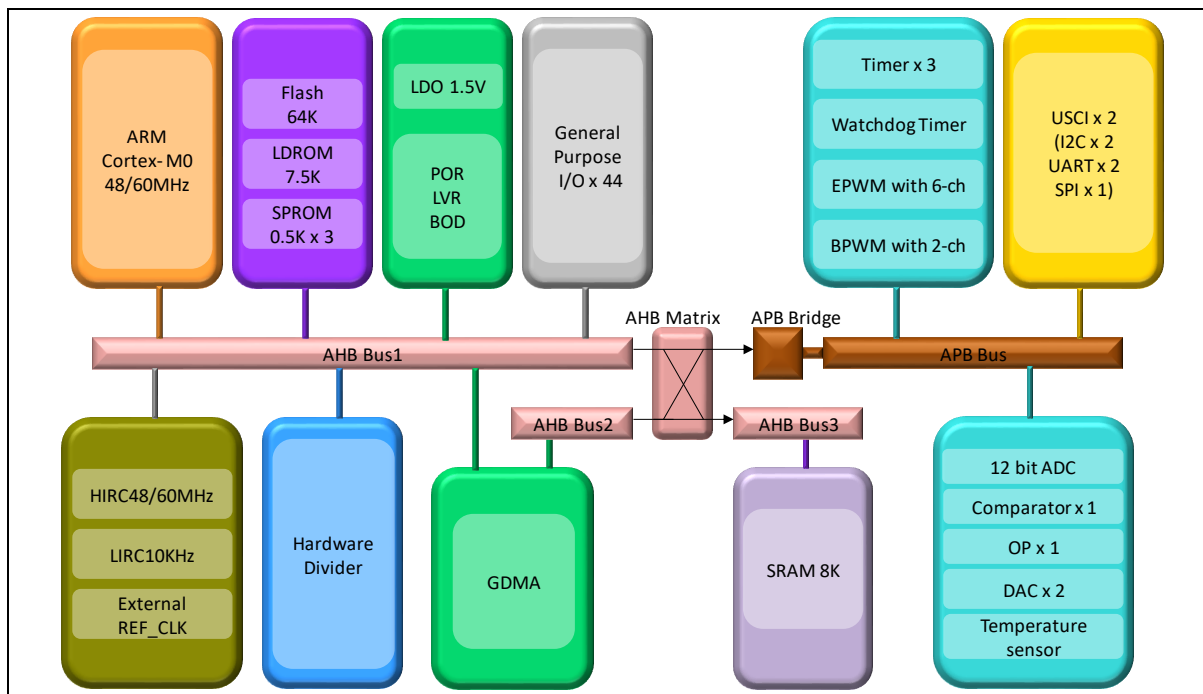 ARM
Cortex- M0
48/60MHz
Flash
64K
LDROM
7.5K
SPROM
0.5K x 3
LDO 1.5V
POR
LVR
BOD
General
Purpose
I/O x 44
Timer x 3
Watchdog Timer
EPWM with 6-ch
BPWM with 2-ch
USCI x 2
(I2C x 2
UART x 2
SPI x 1)
AHB Matrix
APB Bridge
AHB Bus1
APB Bus
AHB Bus2
AHB Bus3
HIRC48/60MHz
LIRC10KHz
External
REF_CLK
Hardware
Divider
GDMA
SRAM 8K
12 bit ADC
Comparator x 1
OP x 1
DAC x 2
Temperature
sensor